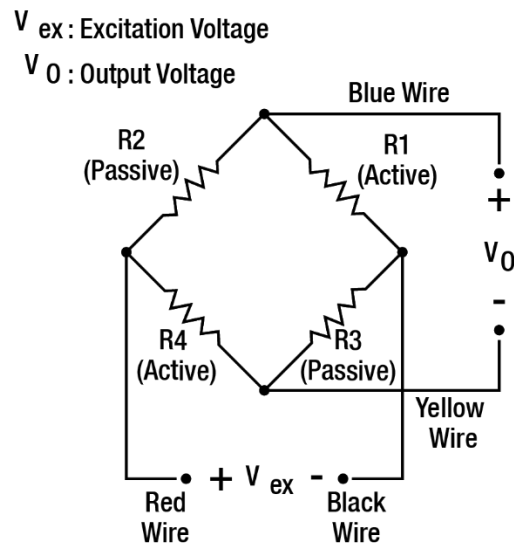 V ex : Excitation Voltage
V O : Output Voltage
Blue Wire
R2
(Passive)
R1
(Active)
+
V O
-
R4
(Active)
R3
(Passive)
Yellow
Wire
+ V ex -
Red
Wire
Black
Wire